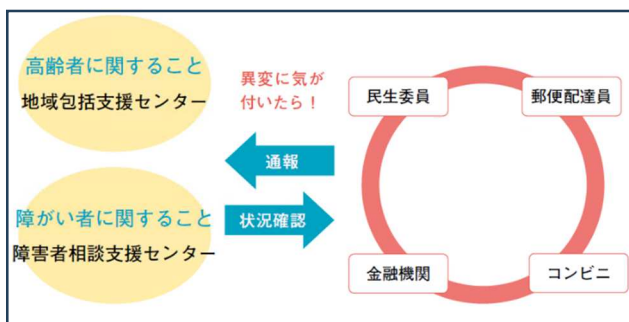 高齢者に関すること
地域包括支援センター
障がい者に関すること
障害者相談支援センター
異変に気が
付いたら！
通報
状況確認
民生委員
郵便配達員
金融機関
コンビニ